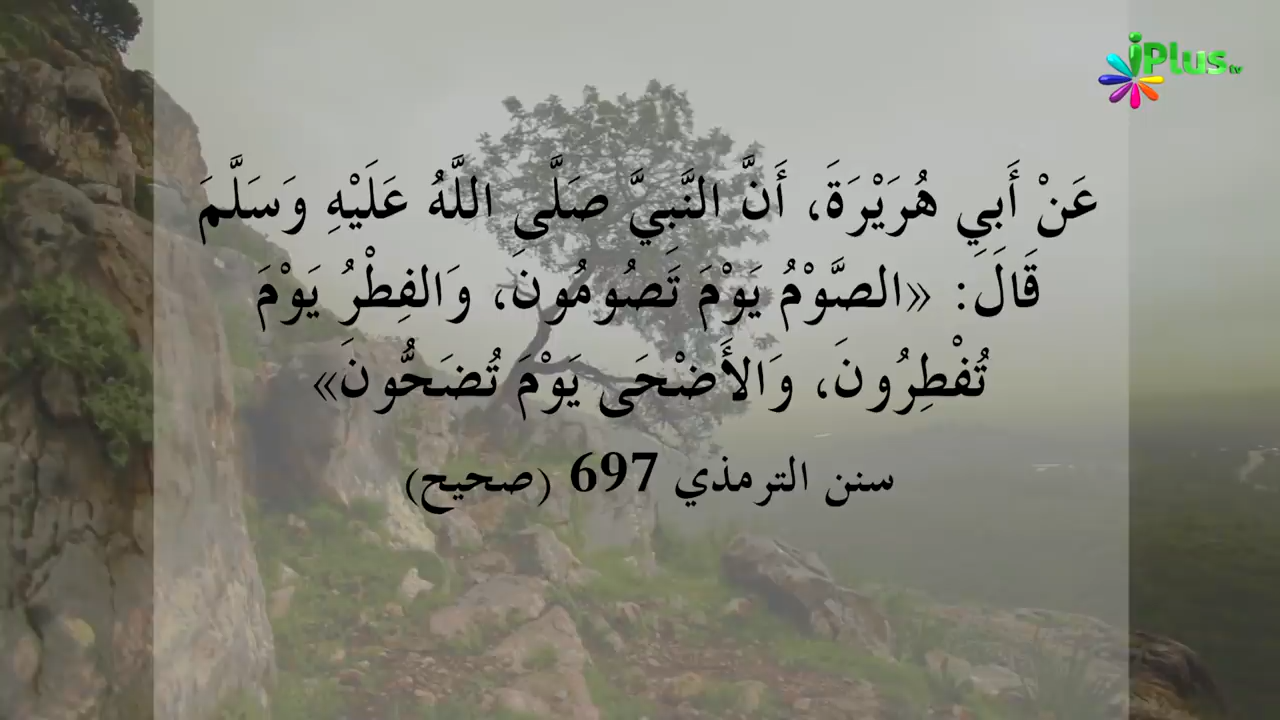 iPlus tv
عَنْ أَبِي هُرَيْرَةَ، أَنَّ النَّبِيَّ صَلَّى اللَّهُ عَلَيْهِ وَسَلَّمَ
قَالَ: «الصَّوْمُ يَوْمَ تَصُومُونَ، وَالفِطْرُ يَوْمَ
تُفْطِرُونَ، وَالأَضْحَى يَوْمَ تُضَحُّونَ»
سنن الترمذي 697 (صحيح)